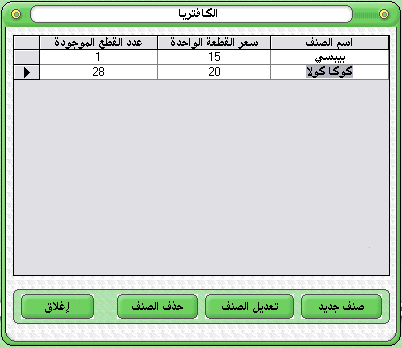 الكافتريا
اسم الصنف سعر القطعة الواحدة عدد القطع الموجودة
بيبسي 15 1
كوكا كولا 20 28
صنف جديد تعديل الصنف حذف الصنف إغلاق